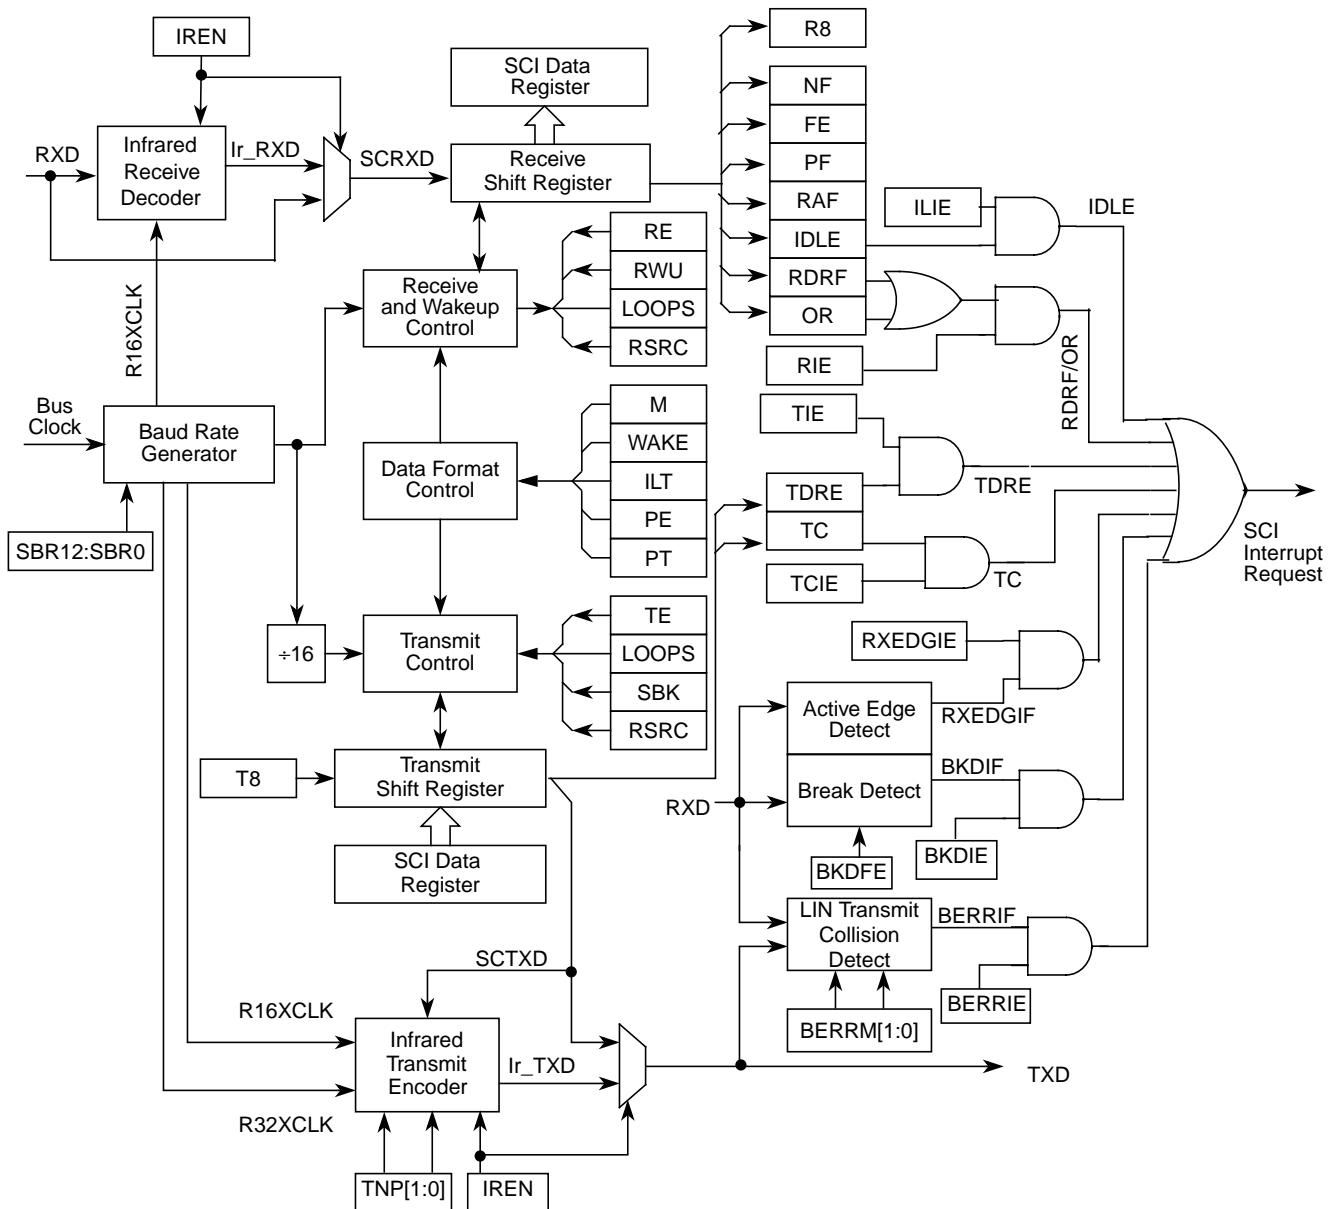 IREN
R8
SCI Data
Register
NF
FE
PF
RAF
IDLE
RDRF
OR
RXD
Infrared
Receive
Decoder
Ir_RXD
SCRXD
Receive
Shift Register
ILIE
IDLE
RE
RWU
LOOPS
RSRC
Receive
and Wakeup
Control
R16XCLK
RIE
RDRF/OR
Bus
Clock
Baud Rate
Generator
M
WAKE
ILT
PE
PT
Data Format
Control
TIE
TDRE
TC
TDRE
TCIE
TC
SBR12:SBR0
SCI
Interrupt
Request
÷16
Transmit
Control
TE
LOOPS
SBK
RSRC
RXEDGIE
Active Edge
Detect
RXEDGIF
T8
Transmit
Shift Register
RXD
Break Detect
BKDIF
BKDIE
BKDFE
SCI Data
Register
LIN Transmit
Collision
Detect
BERRIF
BERRIE
BERRM[1:0]
SCTXD
R16XCLK
Infrared
Transmit
Encoder
Ir_TXD
R32XCLK
TXD
TNP[1:0]
IREN